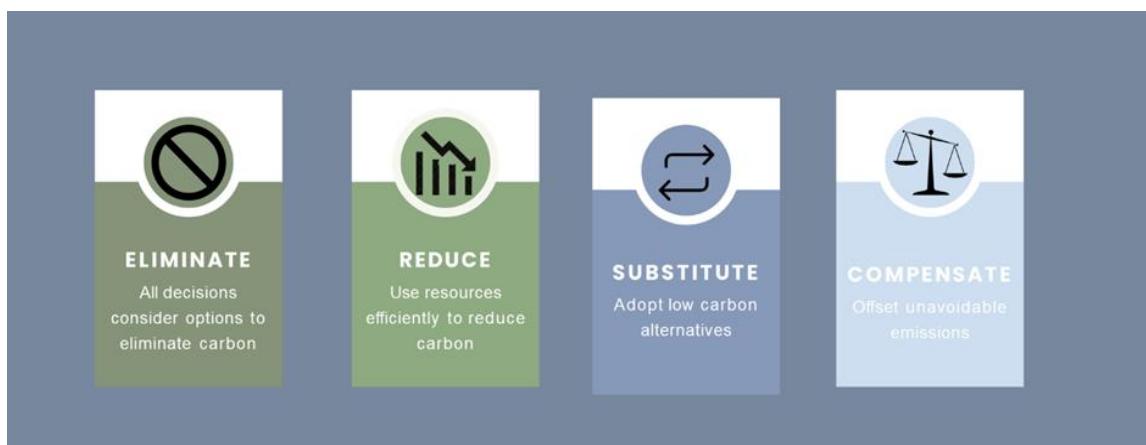 ELIMINATE
All decisions
consider options to
eliminate carbon
REDUCE
Use resources
efficiently to reduce
carbon
SUBSTITUTE
Adopt low carbon
alternatives
COMPENSATE
Offset unavoidable
emissions